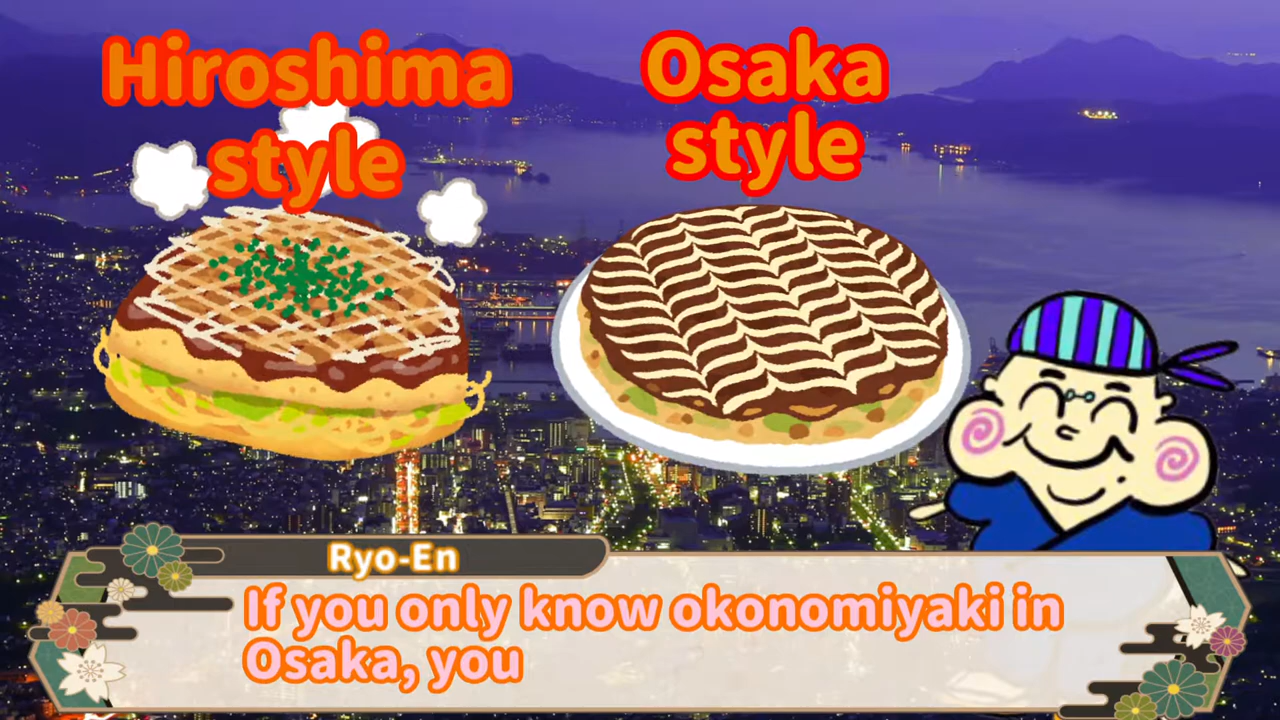 Hiroshima
style
Osaka
style
Ryo-En
If you only know okonomiyaki in
Osaka, you